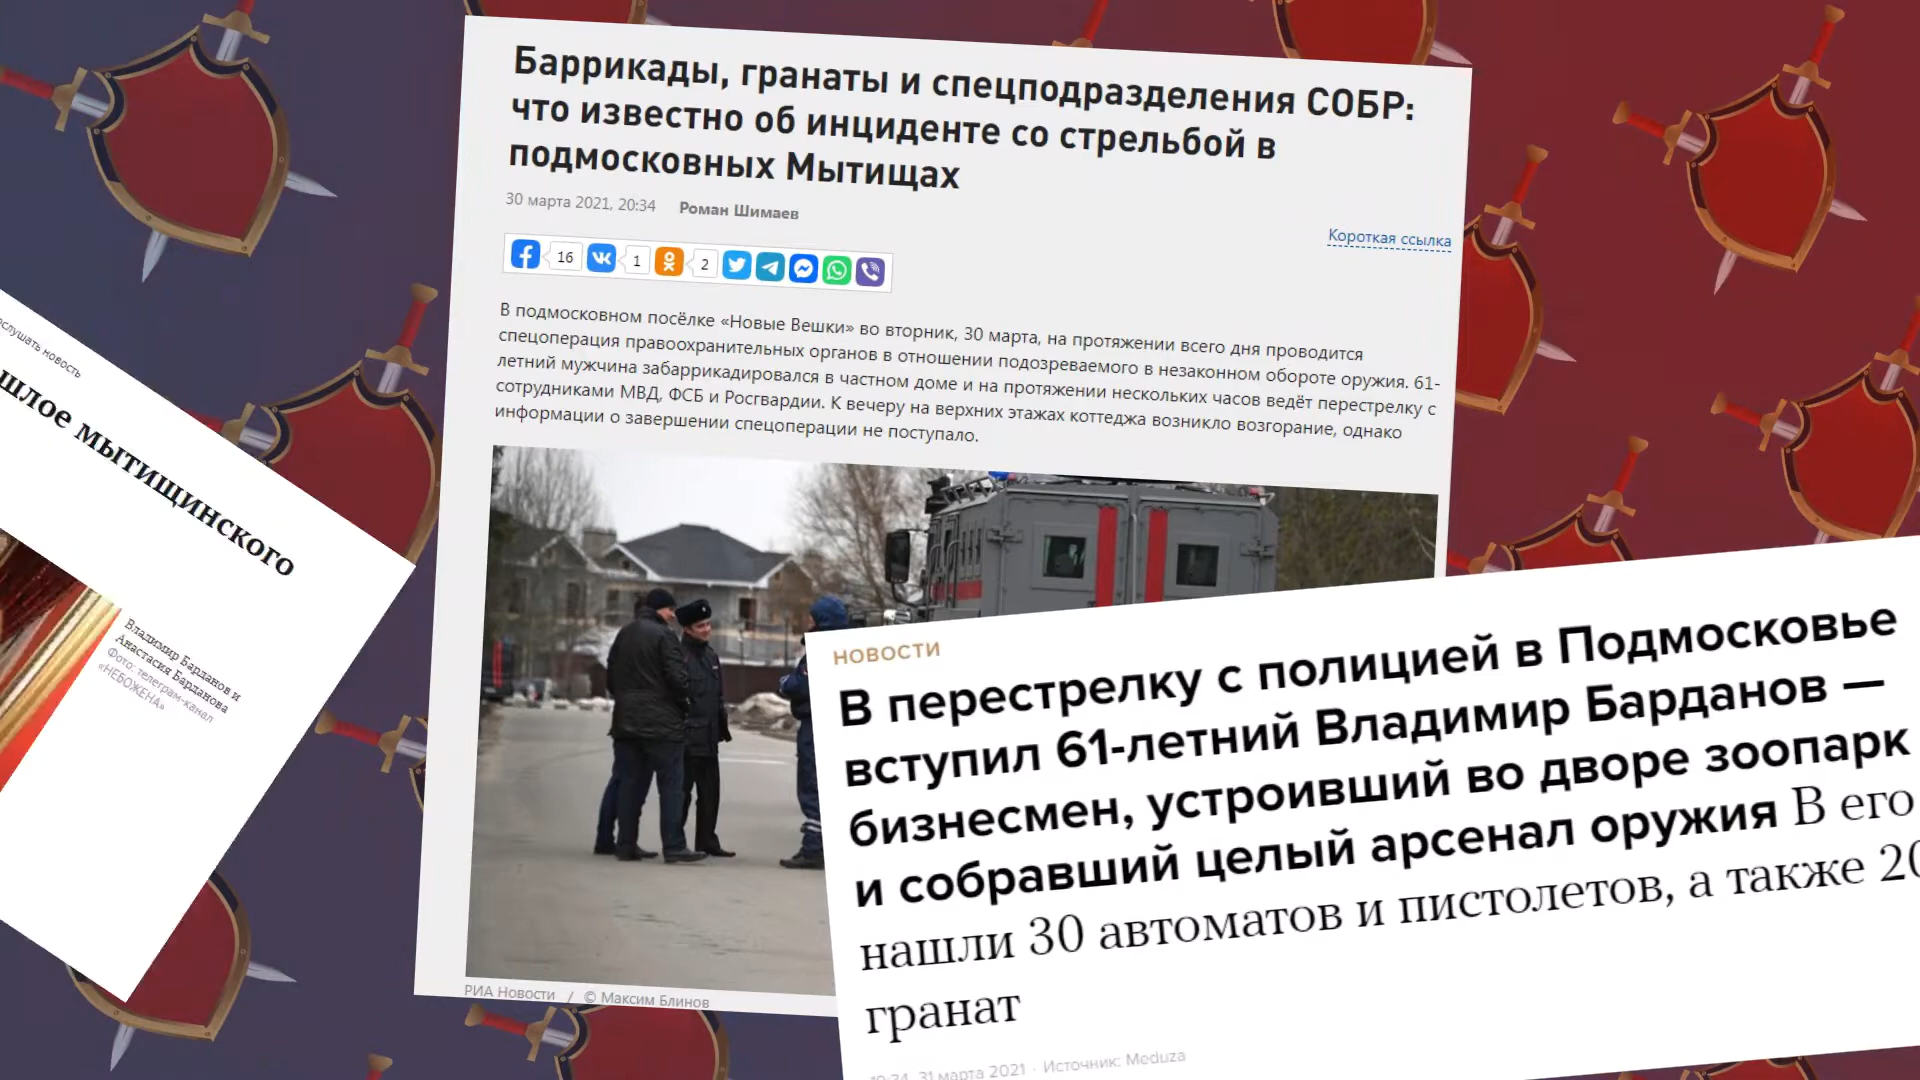 Баррикады, гранаты и спецподразделения СОБР:
что известно об инциденте со стрельбой в
подмосковных Мытищах
30 марта 2021, 20:34 Роман Шимаев
Короткая ссылка
16 1 2
В подмосковном посёлке «Новые Вешки» во вторник, 30 марта, на протяжении всего дня проводится
спецоперация правоохранительных органов в отношении подозреваемого в незаконном обороте оружия. 61-
летний мужчина забаррикадировался в частном доме и на протяжении нескольких часов ведёт перестрелку с
сотрудниками МВД, ФСБ и Росгвардии. К вечеру на верхних этажах коттеджа возникло возгорание, однако
информации о завершении спецоперации не поступало.
РИА Новости / © Максим Блинов
новость
мытищинского
Владимир Барданов и
Анастасия Барданова
Фото: телеграм-канал
«НЕБОЖЕНА»
НОВОСТИ
В перестрелку с полицией в Подмосковье
вступил 61-летний Владимир Барданов —
бизнесмен, устроивший во дворе зоопарк
и собравший целый арсенал оружия В его
нашли 30 автоматов и пистолетов, а также 20
гранат
31 марта 2021 · Источник: Meduza